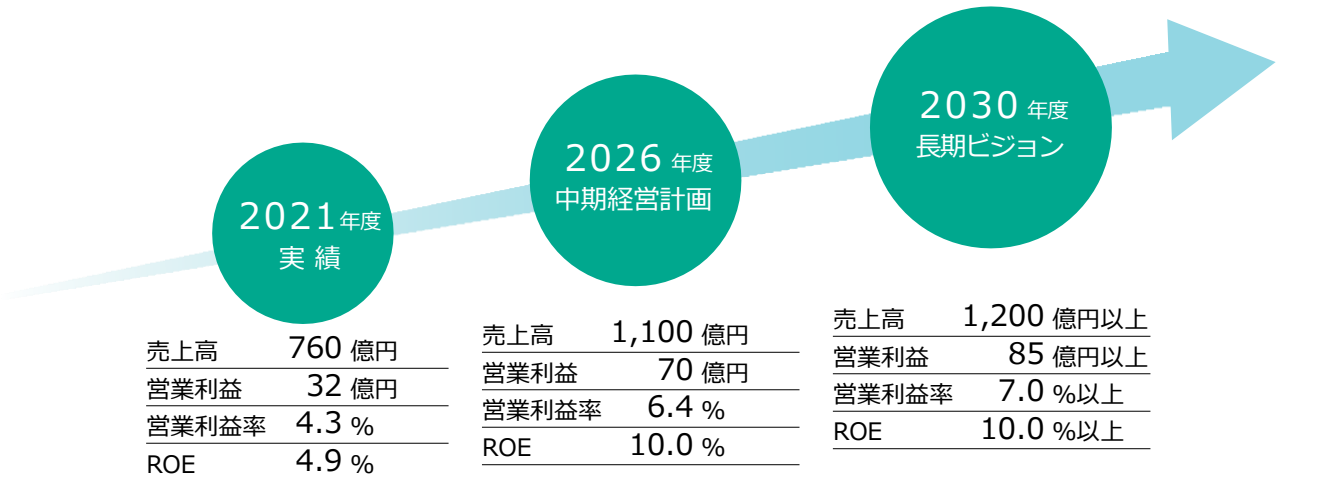 2021年度
実 績
売上高 760 億円
営業利益 32 億円
営業利益率 4.3 %
ROE 4.9 %
2026 年度
中期経営計画
売上高 1,100 億円
営業利益 70 億円
営業利益率 6.4 %
ROE 10.0 %
2030 年度
長期ビジョン
売上高 1,200 億円以上
営業利益 85 億円以上
営業利益率 7.0 %以上
ROE 10.0 %以上